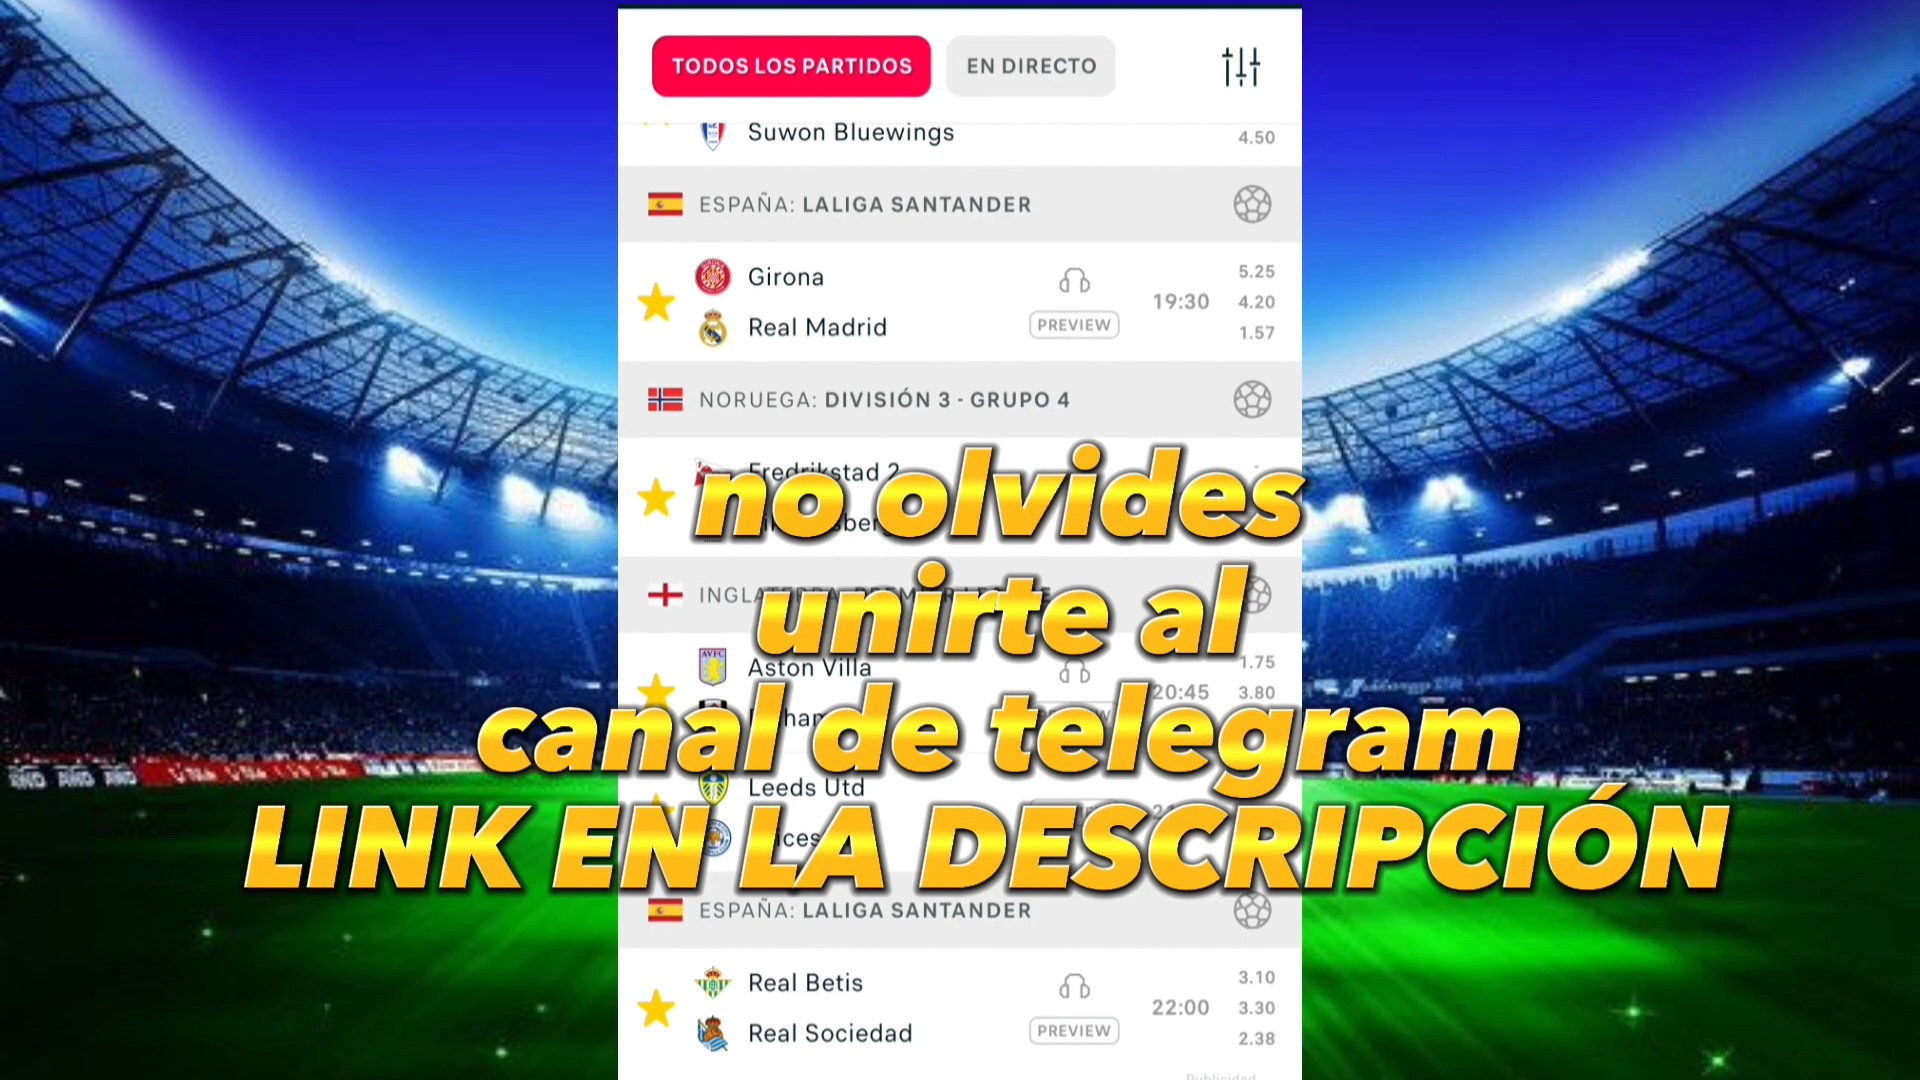 TODOS LOS PARTIDOS EN DIRECTO
Suwon Bluewings 4.50
ESPAÑA: LALIGA SANTANDER
Girona 5.25
19:30 4.20
Real Madrid PREVIEW 1.57
NORUEGA: DIVISIÓN 3 - GRUPO 4
Fredrikstad 2
no olvides
unirte al
Aston Villa 1.75
20:45 3.80
canal de telegram
Leeds Utd
LINK EN LA DESCRIPCIÓN
ESPAÑA: LALIGA SANTANDER
Real Betis 3.10
22:00 3.30
Real Sociedad PREVIEW 2.38